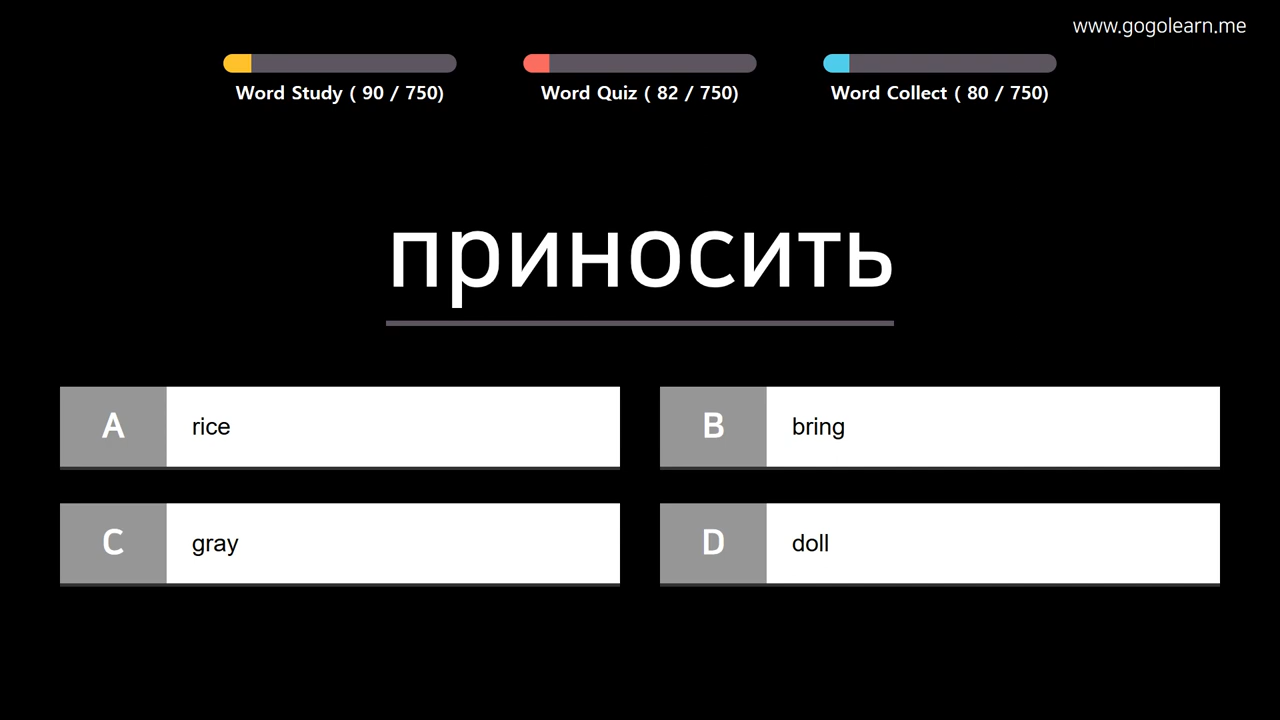 www.gogolearn.me
Word Study ( 90 / 750)
Word Quiz ( 82 / 750)
Word Collect ( 80 / 750)
приносить
A rice
B bring
C gray
D doll